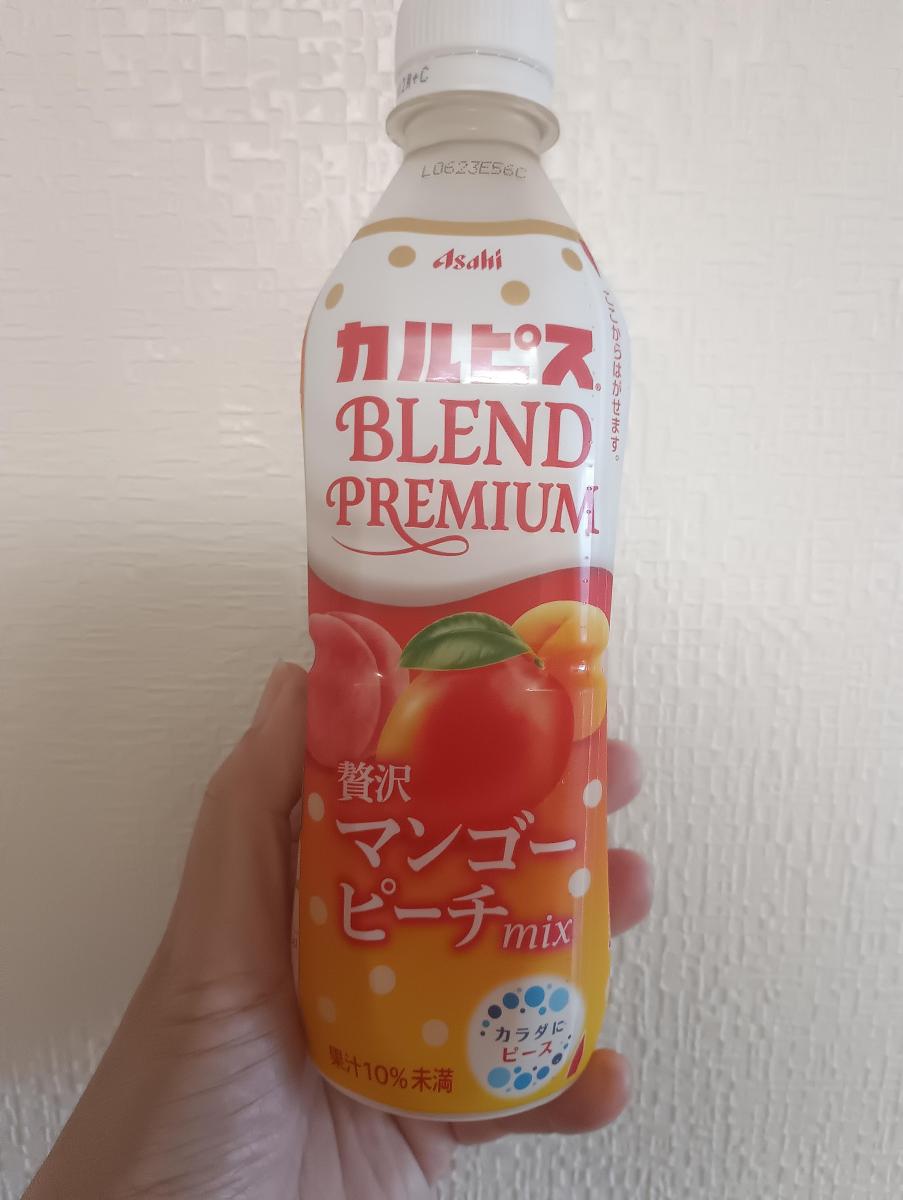 L0623E56C
Asahi
カルピス®
BLEND
PREMIUM
ここからはがせます。
贅沢
マンゴー
ピーチmix
カラダに
ピース
果汁10%未満